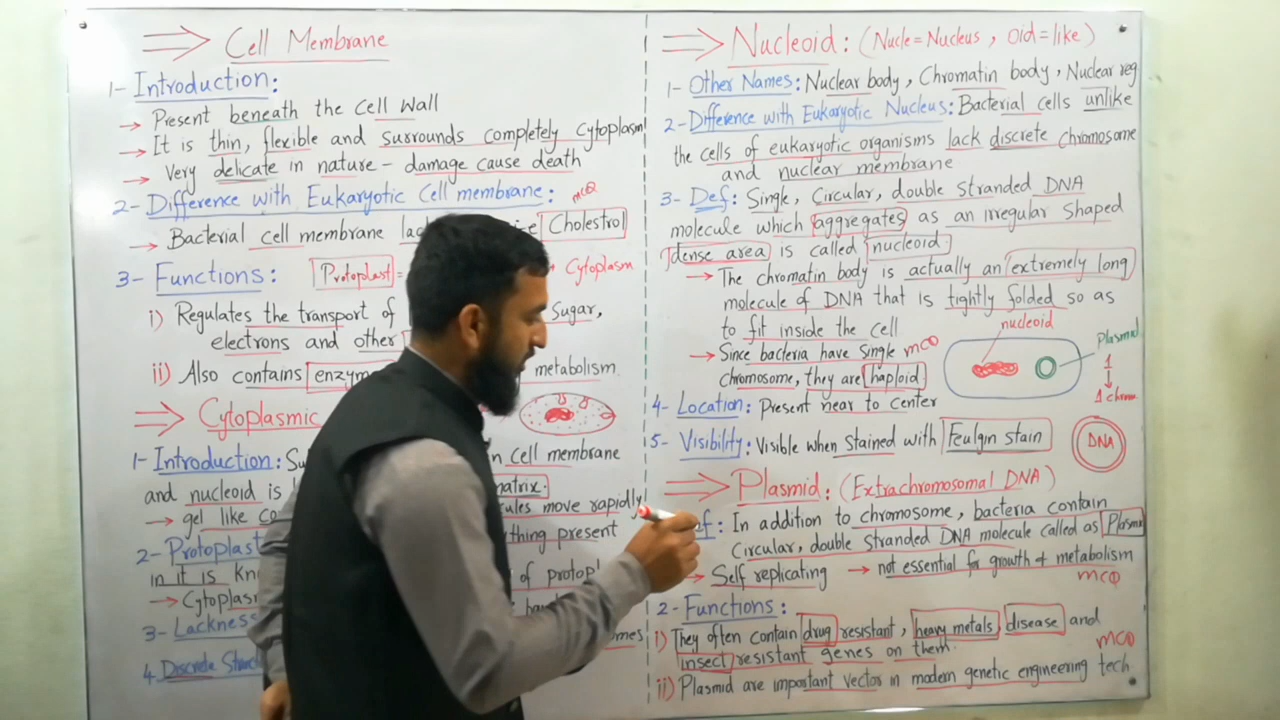 Cell Membrane
1- Introduction:
→ Present beneath the cell wall
→ It is thin, flexible and surrounds completely cytoplasm
→ Very delicate in nature - damage cause death
2- Difference with Eukaryotic Cell membrane: mcQ
→ Bacterial cell membrane Cholestrol
3- Functions: Protoplast = Cytoplasm
i) Regulates the transport of Sugar,
electrons and other
ii) Also contains metabolism
Cytoplasmic
1- Introduction: cell membrane
and nucleoid is matrix.
→ gel like move rapidly
2- thing present
in it is of
→
3- Lackness
4
Nucleoid: (Nucle = Nucleus, Oid = like)
1- Other Names: Nuclear body, Chromatin body, Nuclear reg
2- Difference with Eukaryotic Nucleus: Bacterial cells unlike
the cells of eukaryotic organisms lack discrete chromosome
and nuclear membrane
3- Def: Single, Circular, double stranded DNA
molecule which aggregates as an irregular shaped
dense area is called nucleoid.
→ The chromatin body is actually an extremely long
molecule of DNA that is tightly folded so as
to fit inside the cell
→ Since bacteria have single mcQ
chromosome, they are haploid
nucleoid
Plasmid
1
↓
1 chrom
4- Location: Present near to center
5- Visibility: Visible when stained with Feulgin stain
DNA
Plasmid: (Extrachromosomal DNA)
In addition to chromosome, bacteria contain
Circular, double stranded DNA molecule called as
→ Self replicating → not essential for growth & metabolism
mcQ
2- Functions:
i) They often contain drug resistant, heavy metals, disease and
insect resistant genes on them. mcQ
ii) Plasmid are important vector in modern genetic engineering tech